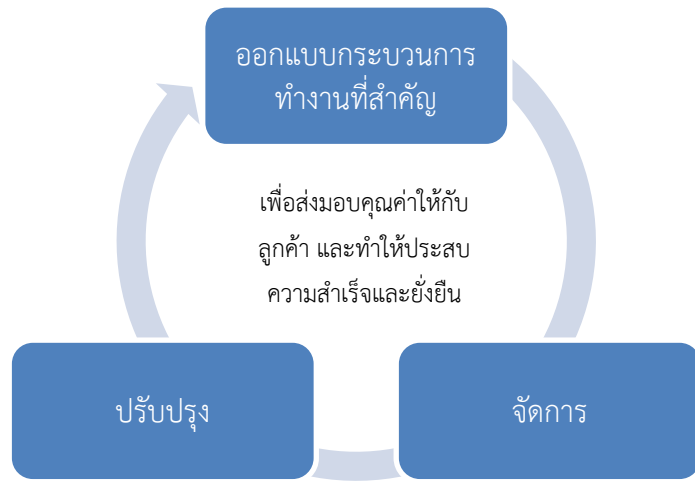 ออกแบบกระบวนการ
ทำงานที่สำคัญ
เพื่อส่งมอบคุณค่าให้กับ
ลูกค้า และทำให้ประสบ
ความสำเร็จและยั่งยืน
ปรับปรุง
จัดการ